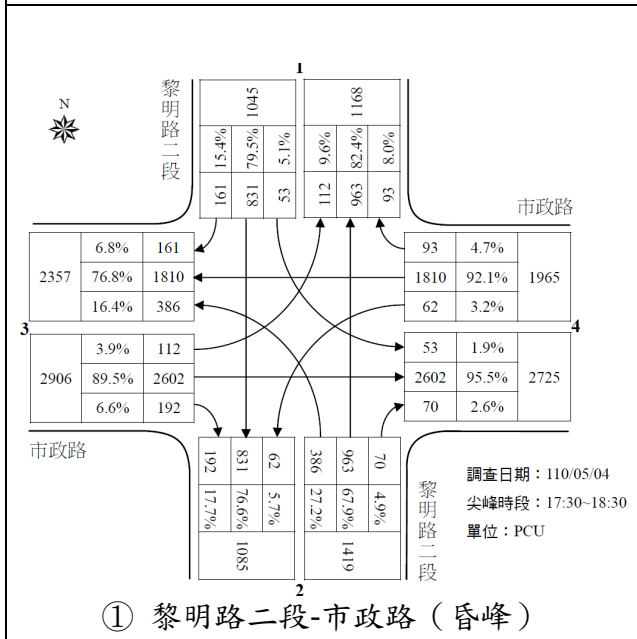 1
黎明路二段
N
1045
15.4% 79.5% 5.1%
161 831 53
1168
9.6% 82.4% 8.0%
112 963 93
市政路
2357
6.8% 161
76.8% 1810
16.4% 386
93 4.7%
1810 92.1%
62 3.2%
1965
3
4
2906
3.9% 112
89.5% 2602
6.6% 192
53 1.9%
2602 95.5%
70 2.6%
2725
市政路
192 831 62
17.7% 76.6% 5.7%
1085
386 963 70
27.2% 67.9% 4.9%
1419
黎明路二段
調查日期：110/05/04
尖峰時段：17:30~18:30
單位：PCU
2
① 黎明路二段-市政路（昏峰）